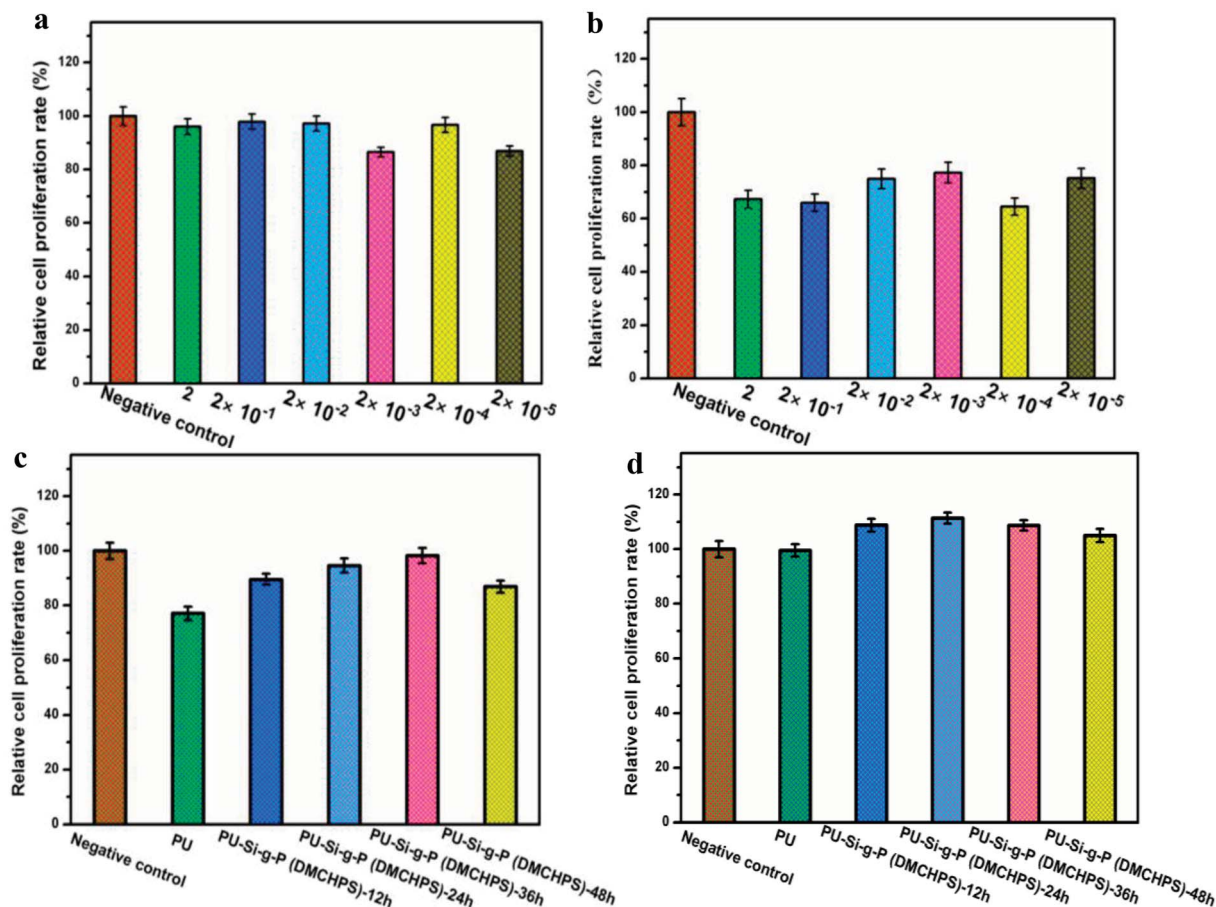 a
Relative cell proliferation rate (%)
120
100
80
60
40
20
0
Negative control
2
2× 10-1
2× 10-2
2× 10-3
2× 10-4
2× 10-5
b
Relative cell proliferation rate (%)
120
100
80
60
40
20
0
Negative control
2
2× 10-1
2× 10-2
2× 10-3
2× 10-4
2× 10-5
c
Relative cell proliferation rate (%)
120
100
80
60
40
20
0
Negative control
PU
PU-Si-g-P (DMCHPS)-12h
PU-Si-g-P (DMCHPS)-24h
PU-Si-g-P (DMCHPS)-36h
PU-Si-g-P (DMCHPS)-48h
d
Relative cell proliferation rate (%)
120
100
80
60
40
20
0
Negative control
PU
PU-Si-g-P (DMCHPS)-12h
PU-Si-g-P (DMCHPS)-24h
PU-Si-g-P (DMCHPS)-36h
PU-Si-g-P (DMCHPS)-48h